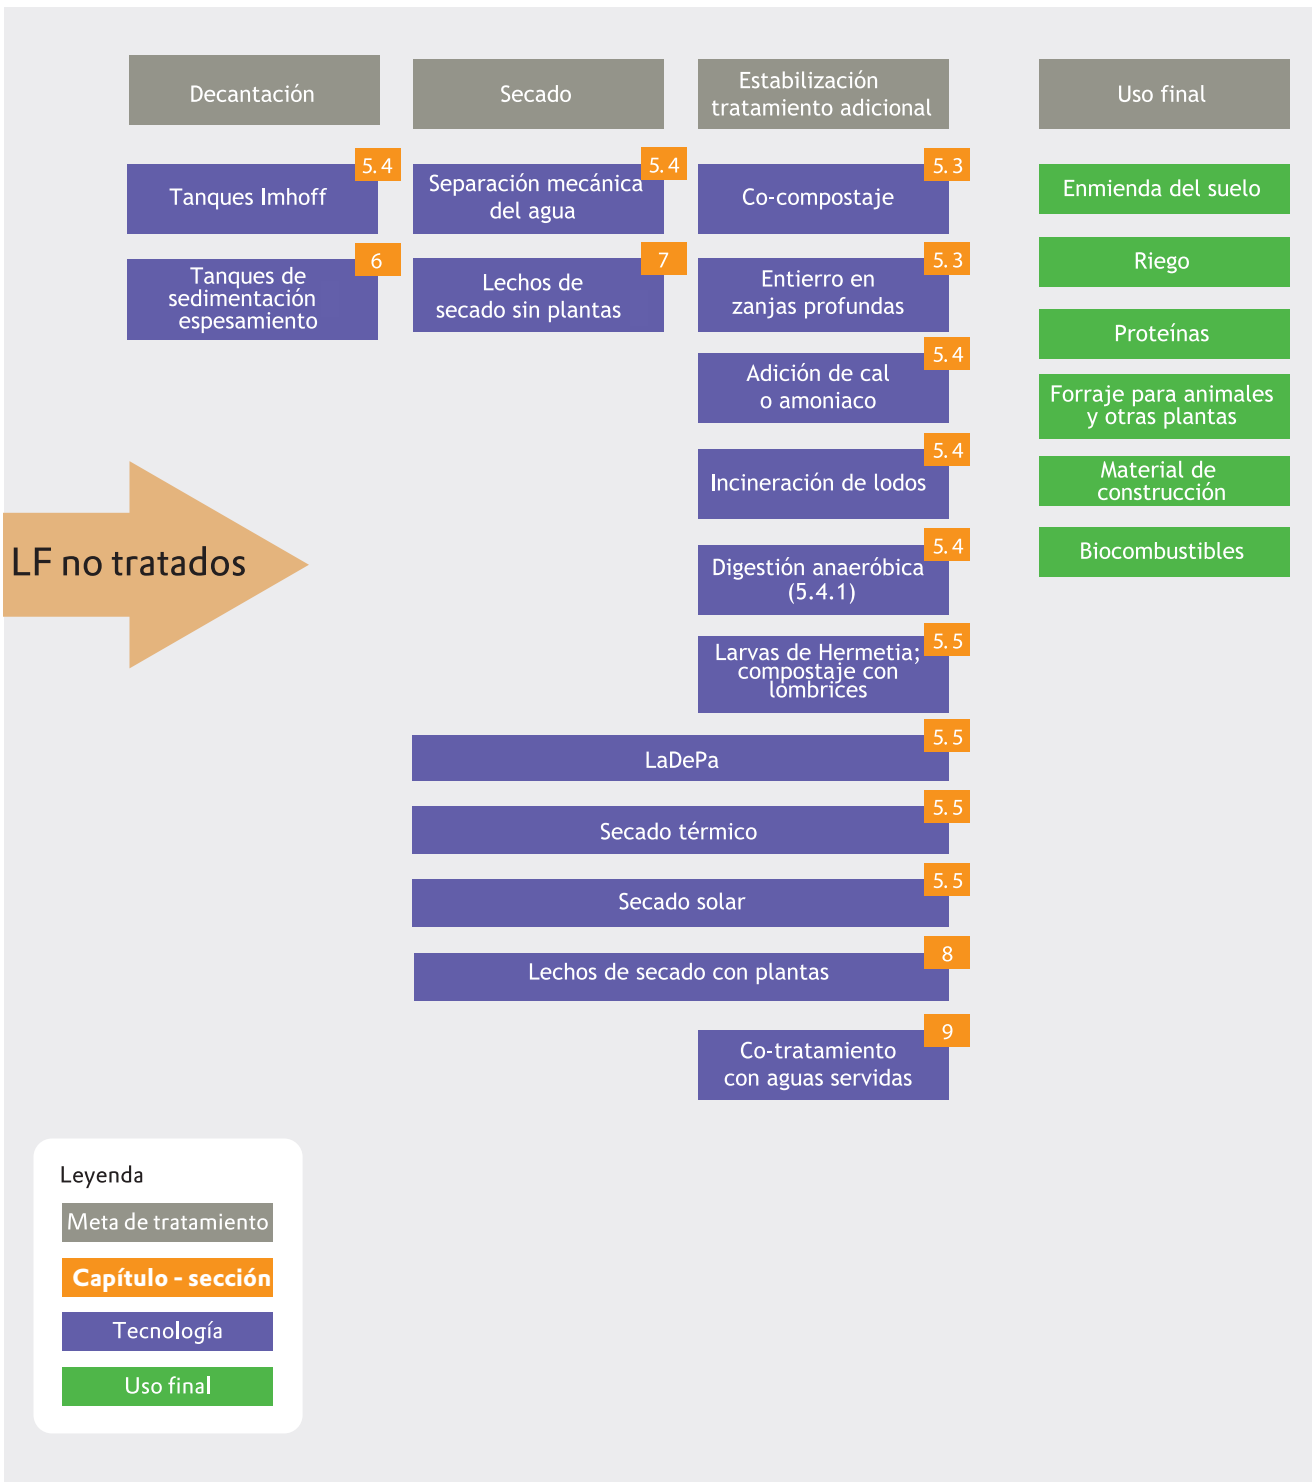 Decantación
Secado
Estabilización
tratamiento adicional
Uso final
5.4
Tanques Imhoff
6
Tanques de
sedimentación
espesamiento
5.4
Separación mecánica
del agua
7
Lechos de
secado sin plantas
5.3
Co-compostaje
5.3
Entierro en
zanjas profundas
5.4
Adición de cal
o amoniaco
5.4
Incineración de lodos
5.4
Digestión anaeróbica
(5.4.1)
5.5
Larvas de Hermetia;
compostaje con
lombrices
5.5
LaDePa
5.5
Secado térmico
5.5
Secado solar
8
Lechos de secado con plantas
9
Co-tratamiento
con aguas servidas
Enmienda del suelo
Riego
Proteínas
Forraje para animales
y otras plantas
Material de
construcción
Biocombustibles
LF no tratados
Leyenda
Meta de tratamiento
Capítulo - sección
Tecnología
Uso final